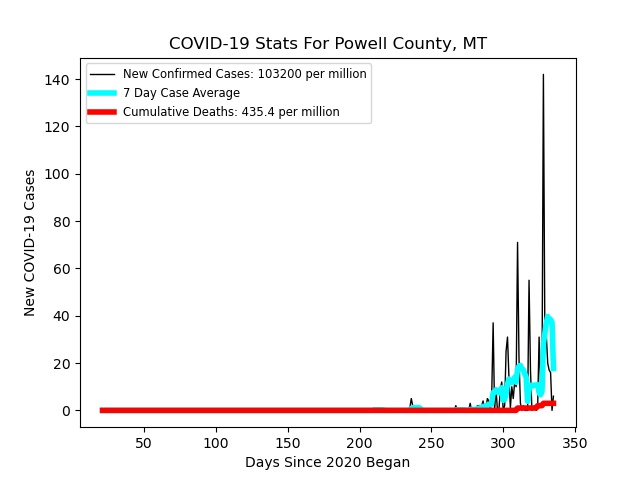 COVID-19 Stats For Powell County, MT
New Confirmed Cases: 103200 per million
7 Day Case Average
Cumulative Deaths: 435.4 per million
New COVID-19 Cases
140
120
100
80
60
40
20
0
50 100 150 200 250 300 350
Days Since 2020 Began